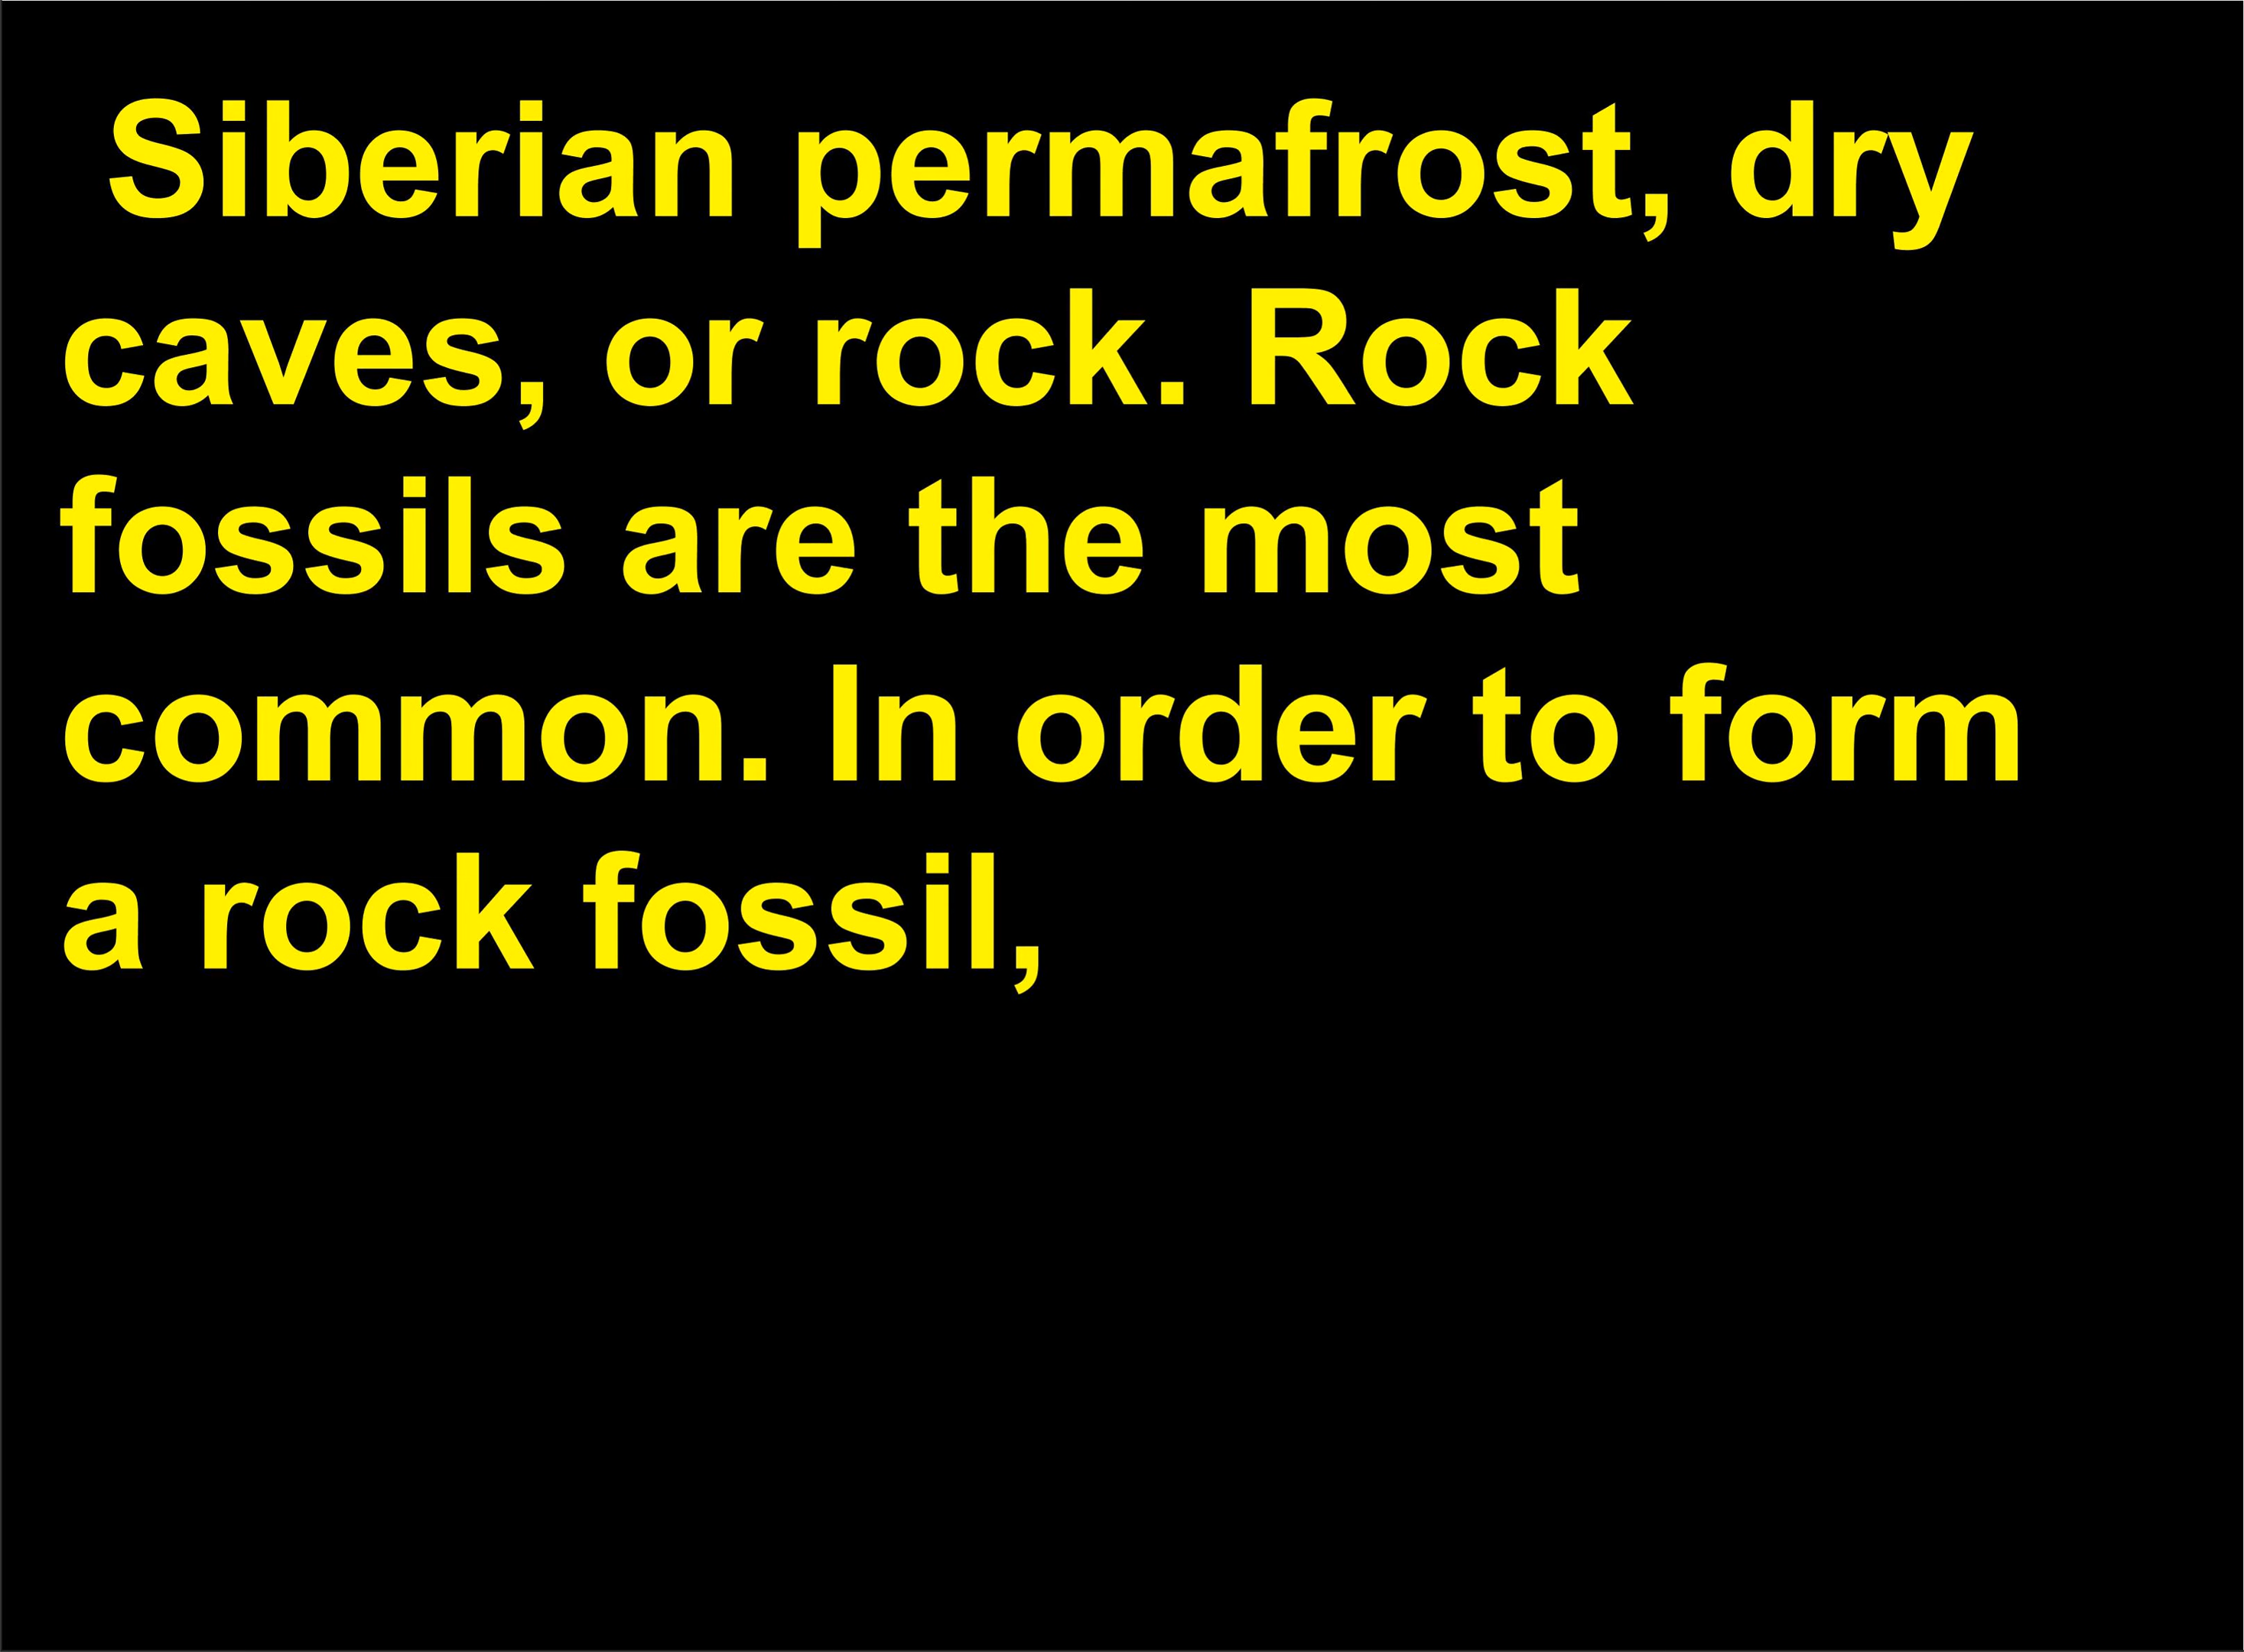 Siberian permafrost, dry
caves, or rock. Rock
fossils are the most
common. In order to form
a rock fossil,